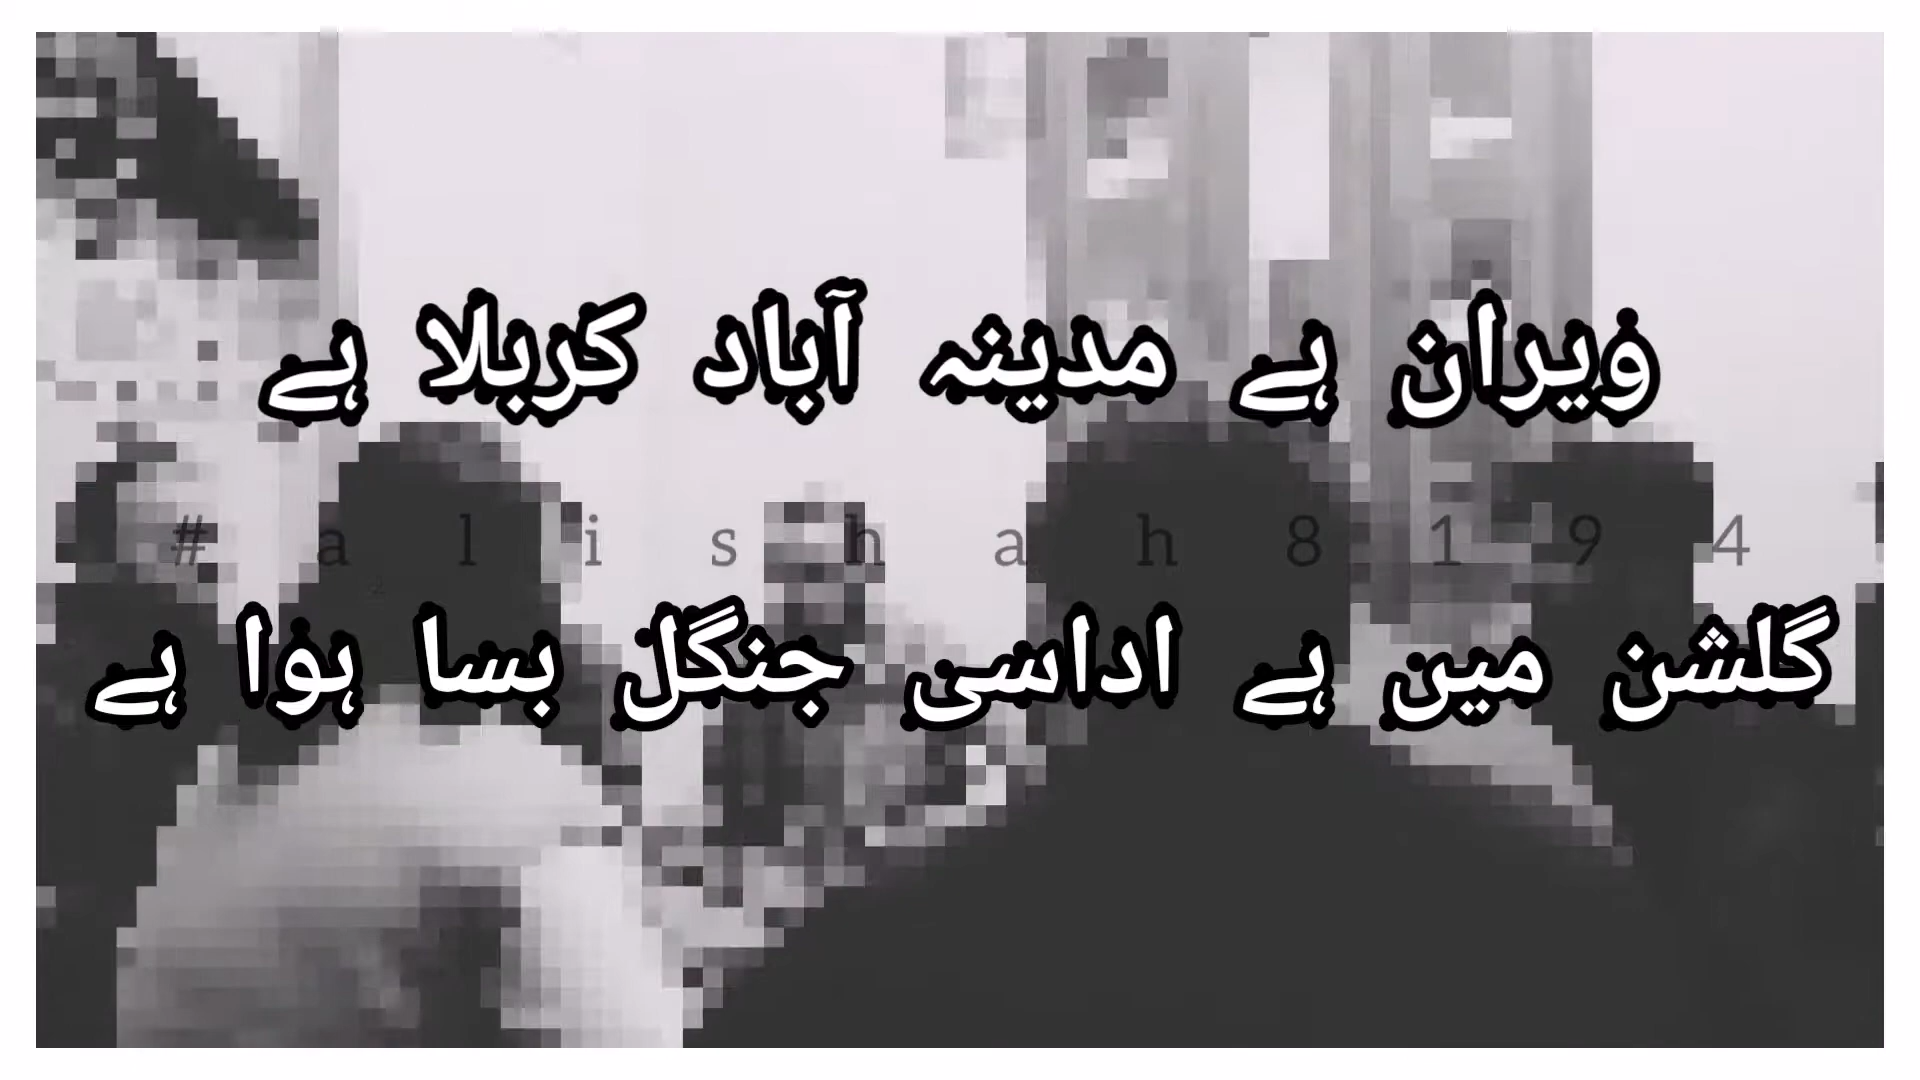 ویران ہے مدینہ آباد کربلا ہے
#alishah8194
گلشن میں ہے اداسی جنگل بسا ہوا ہے